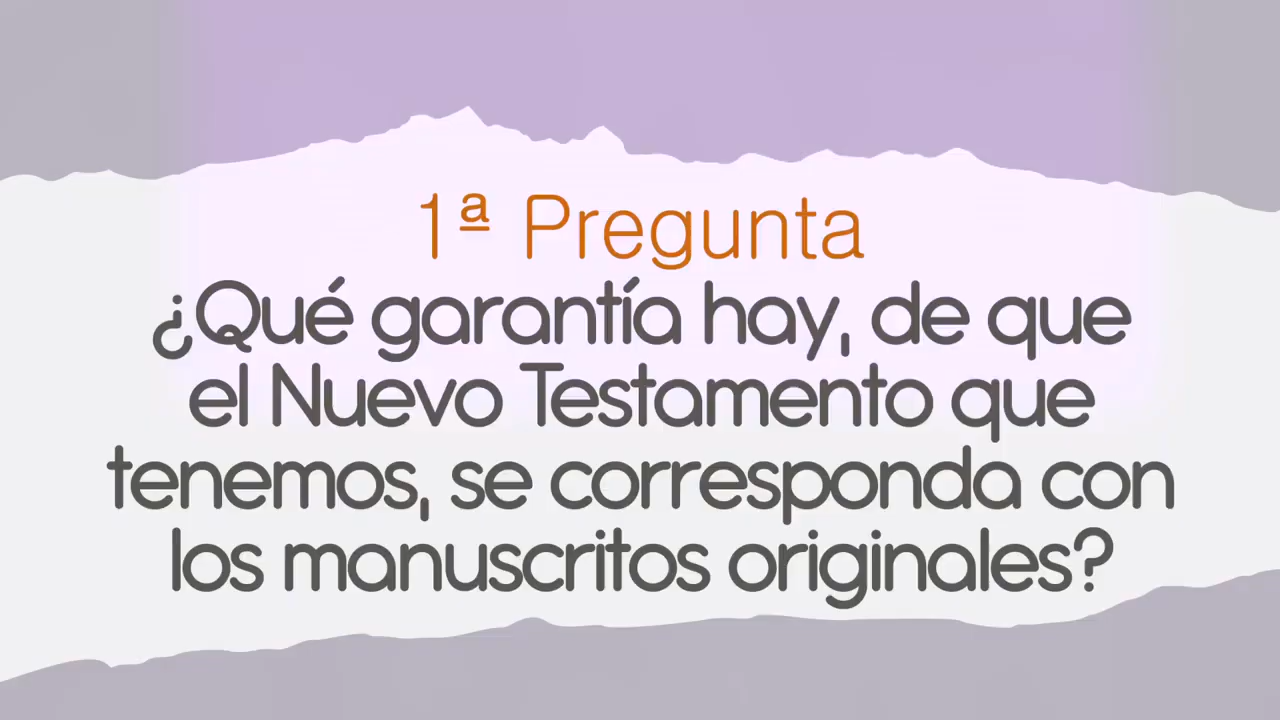 1ª Pregunta
¿Qué garantía hay, de que
el Nuevo Testamento que
tenemos, se corresponda con
los manuscritos originales?